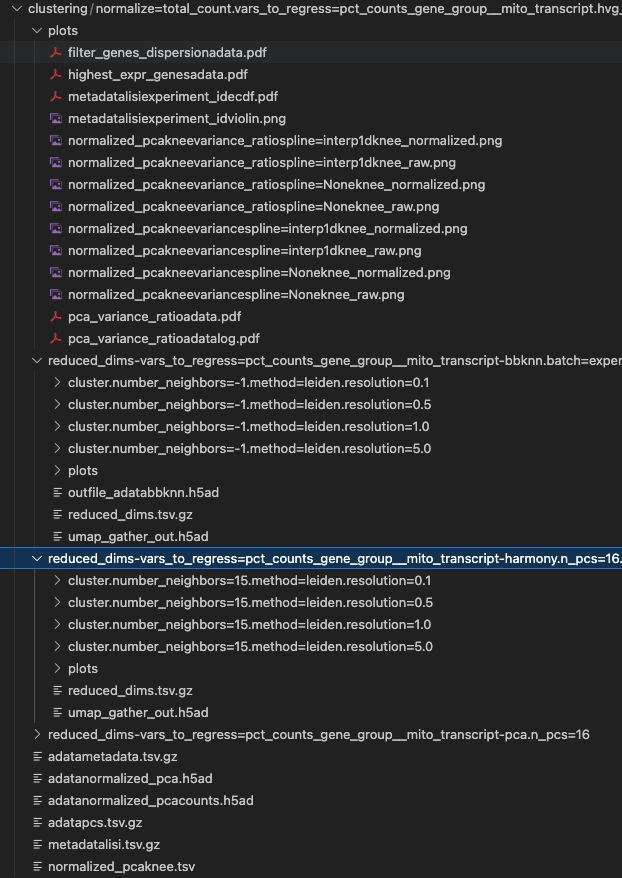 clustering/normalize=total_count.vars_to_regress=pct_counts_gene_group__mito_transcript.hvg_
plots
filter_genes_dispersionadata.pdf
highest_expr_genesadata.pdf
metadatalisiexperiment_idecdf.pdf
metadatalisiexperiment_idviolin.png
normalized_pcakneevariance_ratiospline=interp1dknee_normalized.png
normalized_pcakneevariance_ratiospline=interp1dknee_raw.png
normalized_pcakneevariance_ratiospline=Noneknee_normalized.png
normalized_pcakneevariance_ratiospline=Noneknee_raw.png
normalized_pcakneevariancespline=interp1dknee_normalized.png
normalized_pcakneevariancespline=interp1dknee_raw.png
normalized_pcakneevariancespline=Noneknee_normalized.png
normalized_pcakneevariancespline=Noneknee_raw.png
pca_variance_ratioadata.pdf
pca_variance_ratioadatalog.pdf
reduced_dims-vars_to_regress=pct_counts_gene_group__mito_transcript-bbknn.batch=exper
cluster.number_neighbors=-1.method=leiden.resolution=0.1
cluster.number_neighbors=-1.method=leiden.resolution=0.5
cluster.number_neighbors=-1.method=leiden.resolution=1.0
cluster.number_neighbors=-1.method=leiden.resolution=5.0
plots
outfile_adatabbknn.h5ad
reduced_dims.tsv.gz
umap_gather_out.h5ad
reduced_dims-vars_to_regress=pct_counts_gene_group__mito_transcript-harmony.n_pcs=16.
cluster.number_neighbors=15.method=leiden.resolution=0.1
cluster.number_neighbors=15.method=leiden.resolution=0.5
cluster.number_neighbors=15.method=leiden.resolution=1.0
cluster.number_neighbors=15.method=leiden.resolution=5.0
plots
reduced_dims.tsv.gz
umap_gather_out.h5ad
reduced_dims-vars_to_regress=pct_counts_gene_group__mito_transcript-pca.n_pcs=16
adatametadata.tsv.gz
adatanormalized_pca.h5ad
adatanormalized_pcacounts.h5ad
adatapcs.tsv.gz
metadatalisi.tsv.gz
normalized_pcaknee.tsv